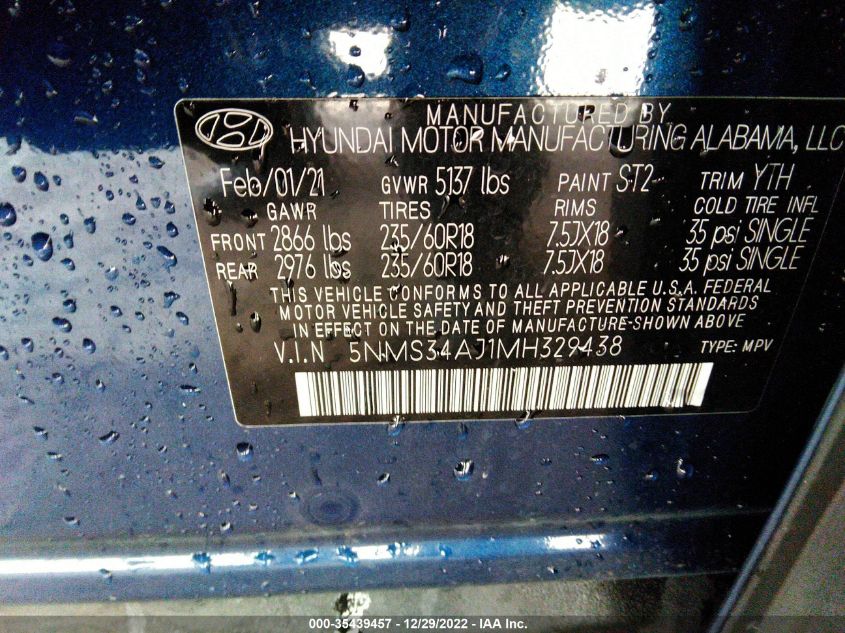 MANUFACTURED BY
HYUNDAI MOTOR MANUFACTURING ALABAMA, LLC
Feb/01/21 GVWR 5137 lbs PAINT ST2 TRIM YTH
GAWR TIRES RIMS COLD TIRE INFL
FRONT 2866 lbs 235/60R18 7.5JX18 35 psi SINGLE
REAR 2976 lbs 235/60R18 7.5JX18 35 psi SINGLE
THIS VEHICLE CONFORMS TO ALL APPLICABLE U.S.A. FEDERAL
MOTOR VEHICLE SAFETY AND THEFT PREVENTION STANDARDS
IN EFFECT ON THE DATE OF MANUFACTURE-SHOWN ABOVE
V.I.N 5NMS34AJ1MH329438 TYPE: MPV
000-35439457 - 12/29/2022 - IAA Inc.